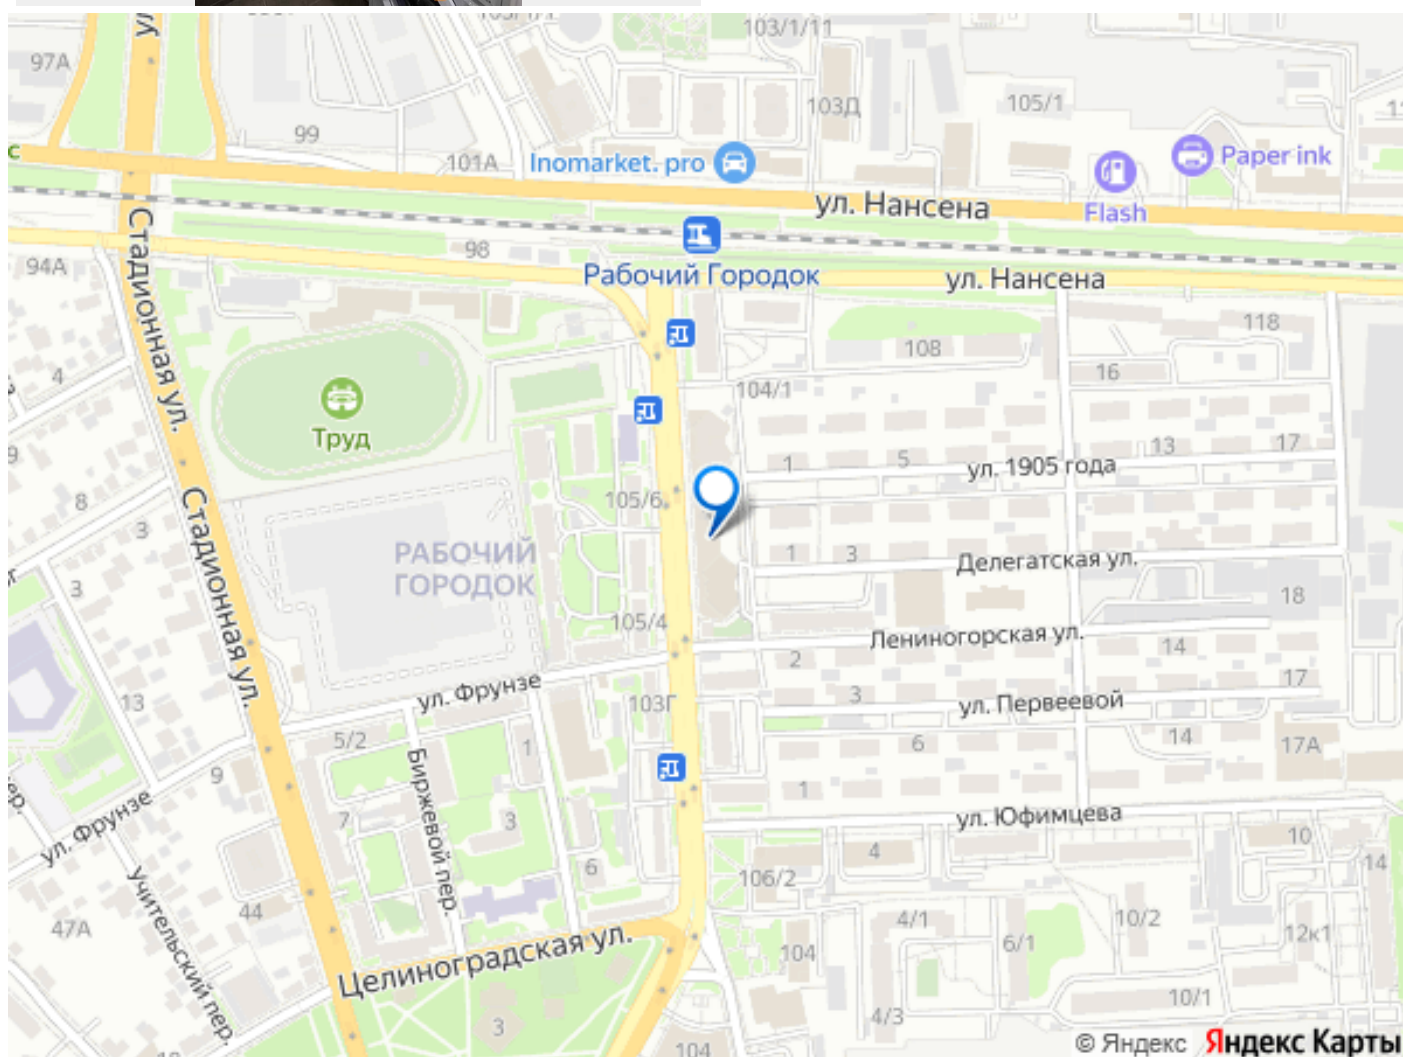 103/1/11
97А
103Д
105/1
99
101А
Inomarket. pro
Paper ink
Flash
ул. Нансена
98
94А
Рабочий Городок
ул. Нансена
Стадионная ул.
118
108
16
4
104/1
Труд
9
13
17
1
5
ул. 1905 года
8
105/6
3
Стадионная ул.
РАБОЧИЙ
ГОРОДОК
1
3
Делегатская ул.
3
18
105/4
Лениногорская ул.
14
2
ул. Фрунзе
17
13
103Г
3
ул. Первеевой
5/2
1
6
14
17А
Биржевой пер.
9
1
ул. Фрунзе
7
3
ул. Юфимцева
10
4
14
6
106/2
Учительский пер.
44
47А
4/1
10/2
6/1
12к1
Целиноградская ул.
104
10/1
3
4/3
104
© Яндекс Яндекс Карты